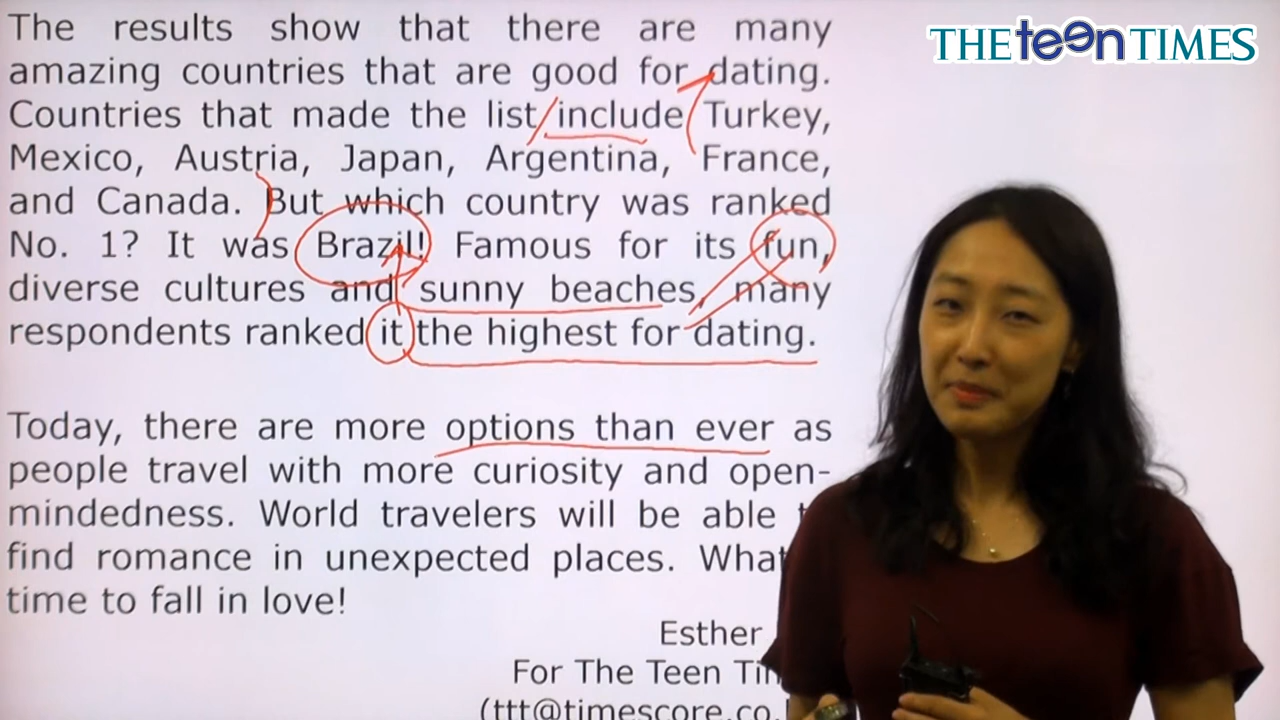 THE teen TIMES
The results show that there are many
amazing countries that are good for dating.
Countries that made the list include Turkey,
Mexico, Austria, Japan, Argentina, France,
and Canada. But which country was ranked
No. 1? It was Brazil! Famous for its fun,
diverse cultures and sunny beaches, many
respondents ranked it the highest for dating.
Today, there are more options than ever as
people travel with more curiosity and open-
mindedness. World travelers will be able
find romance in unexpected places. What
time to fall in love!
Esther
For The Teen
(ttt@timescore.co.